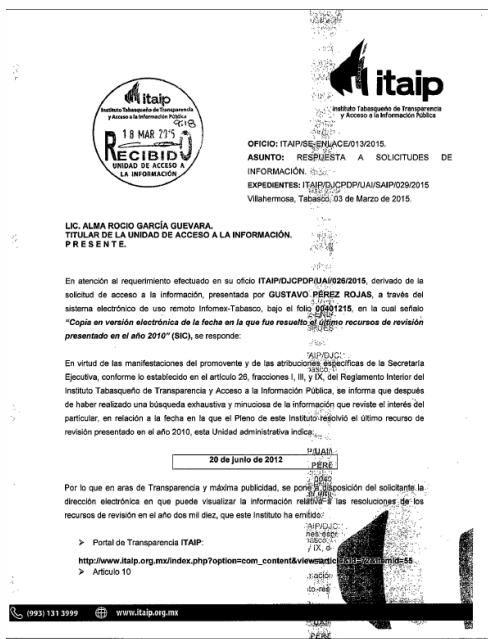 itaip
Instituto Tabasqueño de Transparencia
y Acceso a la Información Pública
18 MAR 2015
RECIBIDO
UNIDAD DE ACCESO A
LA INFORMACIÓN
itaip
Instituto Tabasqueño de Transparencia
y Acceso a la Información Pública
OFICIO: ITAIP/SE-ENLACE/013/2015.
ASUNTO: RESPUESTA A SOLICITUDES DE
INFORMACIÓN.
EXPEDIENTES: ITAIP/DJCPDP/UAI/SAIP/029/2015
Villahermosa, Tabasco, 03 de Marzo de 2015.
LIC. ALMA ROCIO GARCÍA GUEVARA.
TITULAR DE LA UNIDAD DE ACCESO A LA INFORMACIÓN.
P R E S E N T E.
En atención al requerimiento efectuado en su oficio ITAIP/DJCPDP/UAI/026/2015, derivado de la
solicitud de acceso a la información, presentada por GUSTAVO PÉREZ ROJAS, a través del
sistema electrónico de uso remoto Infomex-Tabasco, bajo el folio 00401215, en la cual señalo
"Copia en versión electrónica de la fecha en la que fue resuelto el último recursos de revisión
presentado en el año 2010" (SIC), se responde:
En virtud de las manifestaciones del promovente y de las atribuciones específicas de la Secretaría
Ejecutiva, conforme lo establecido en el artículo 26, fracciones I, III, y IX, del Reglamento Interior del
Instituto Tabasqueño de Transparencia y Acceso a la Información Pública, se informa que después
de haber realizado una búsqueda exhaustiva y minuciosa de la información que reviste el interés del
particular, en relación a la fecha en la que el Pleno de este Instituto resolvió el último recurso de
revisión presentado en el año 2010, esta Unidad administrativa indica:
20 de junio de 2012
Por lo que en aras de Transparencia y máxima publicidad, se pone a disposición del solicitante la
dirección electrónica en que puede visualizar la información relativa a las resoluciones de los
recursos de revisión en el año dos mil diez, que este Instituto ha emitido:
➤ Portal de Transparencia ITAIP:
http://www.itaip.org.mx/index.php?option=com_content&view=article&id=72&Itemid=55
➤ Articulo 10
(993) 131 3999 www.itaip.org.mx